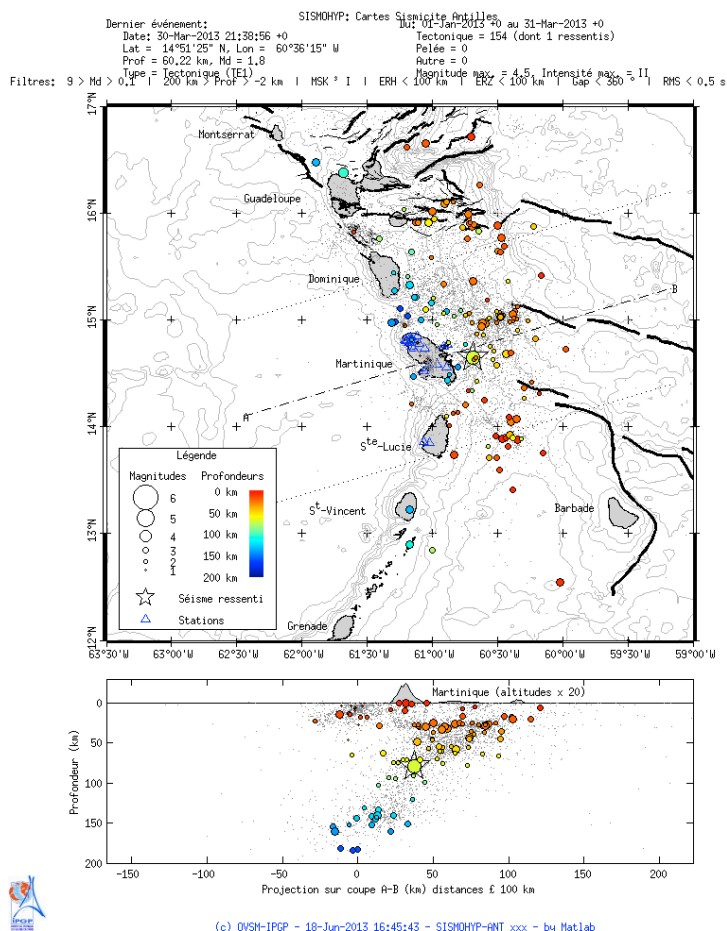 SISMOHYP: Cartes Sismicite Antilles
Dernier événement:
Du: 01-Jan-2013 +0 au 31-Mar-2013 +0
Date: 30-Mar-2013 21:38:56 +0
Tectonique = 154 (dont 1 ressentis)
Lat = 14°51'25" N, Lon = 60°36'15" W
Pelée = 0
Prof = 60.22 km, Md = 1.8
Autre = 0
Type = Tectonique (TE1)
Magnitude max. = 4.5, Intensité max. = II
Filtres: 9 > Md > 0.1 | 200 km > Prof > -2 km | MSK ³ I | ERH < 100 km | ERZ < 100 km | Gap < 360 ° | RMS < 0.5 s
17°N
Montserrat
Guadeloupe
16°N
Dominique
B
15°N
Martinique
A
14°N
Ste-Lucie
Légende
Magnitudes Profondeurs
6
5
4
3
2
1
0 km
50 km
100 km
150 km
200 km
Séisme ressenti
Stations
St-Vincent
Barbade
13°N
Grenade
12°N
63°30'W 63°00'W 62°30'W 62°00'W 61°30'W 61°00'W 60°30'W 60°00'W 59°30'W 59°00'W
Martinique (altitudes x 20)
0
50
100
150
200
Profondeur (km)
-150 -100 -50 0 50 100 150 200
Projection sur coupe A-B (km) distances £ 100 km
IPGP
(c) OVSM-IPGP - 18-Jun-2013 16:45:43 - SISMOHYP-ANT xxx - by Matlab